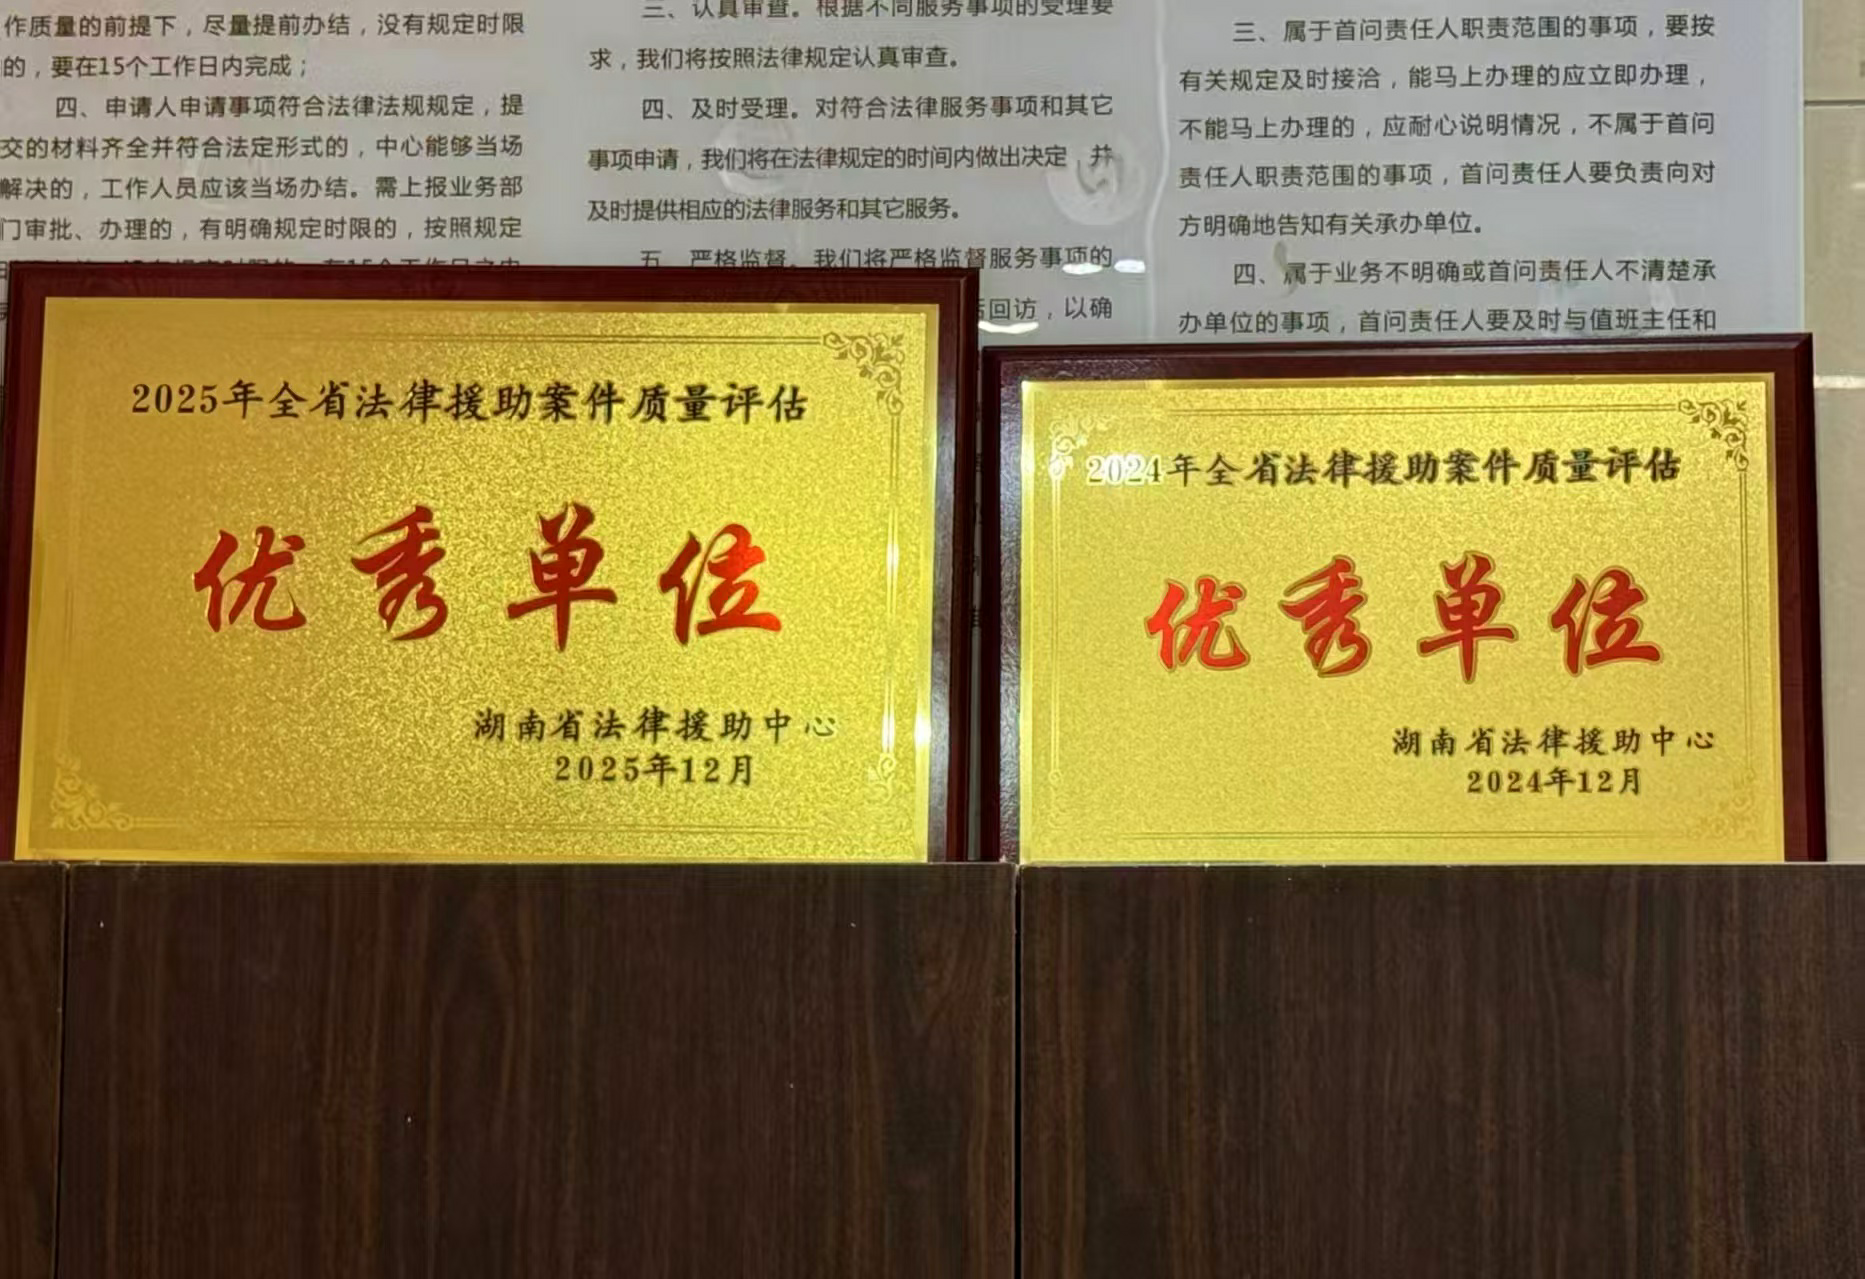 作质量的前提下，尽量提前办结，没有规定时限
的，要在15个工作日内完成；
四、申请人申请事项符合法律法规规定，提
交的材料齐全并符合法定形式的，中心能够当场
解决的，工作人员应该当场办结。需上报业务部
门审批、办理的，有明确规定时限的，按照规定
三、认真审查。根据不同服务事项的受理要
求，我们将按照法律规定认真审查。
四、及时受理。对符合法律服务事项和其它
事项申请，我们将在法律规定的时间内做出决定，并
及时提供相应的法律服务和其它服务。
五、严格监督。我们将严格监督服务事项的
回访，以确
三、属于首问责任人职责范围的事项，要按
有关规定及时接洽，能马上办理的应立即办理，
不能马上办理的，应耐心说明情况，不属于首问
责任人职责范围的事项，首问责任人要负责向对
方明确地告知有关承办单位。
四、属于业务不明确或首问责任人不清楚承
办单位的事项，首问责任人要及时与值班主任和
2025年全省法律援助案件质量评估
优秀单位
湖南省法律援助中心
2025年12月
2024年全省法律援助案件质量评估
优秀单位
湖南省法律援助中心
2024年12月